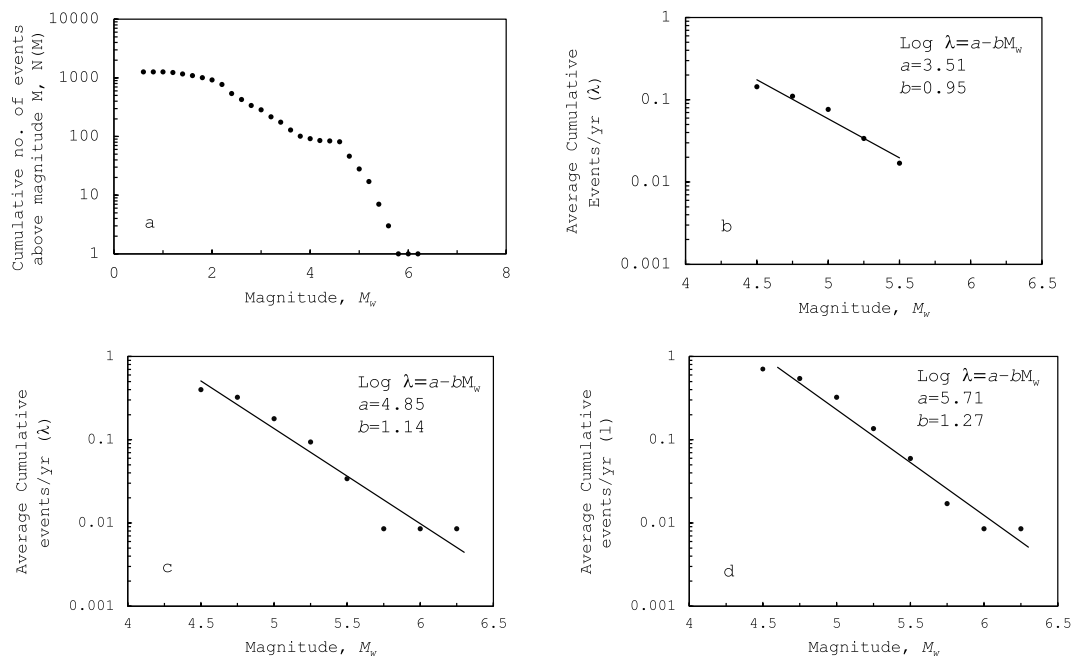 Cumulative no. of events
above magnitude M, N(M)
10000
1000
100
10
1
a
0
2
4
6
8
Magnitude, Mw
Average Cumulative
Events/yr (λ)
1
0.1
0.01
0.001
Log λ=a-bMw
a=3.51
b=0.95
b
4
4.5
5
5.5
6
6.5
Magnitude, Mw
Average Cumulative
events/yr (λ)
1
0.1
0.01
0.001
Log λ=a-bMw
a=4.85
b=1.14
c
4
4.5
5
5.5
6
6.5
Magnitude, Mw
Average Cumulative
events/yr (l)
1
0.1
0.01
0.001
Log λ=a-bMw
a=5.71
b=1.27
d
4
4.5
5
5.5
6
6.5
Magnitude, Mw